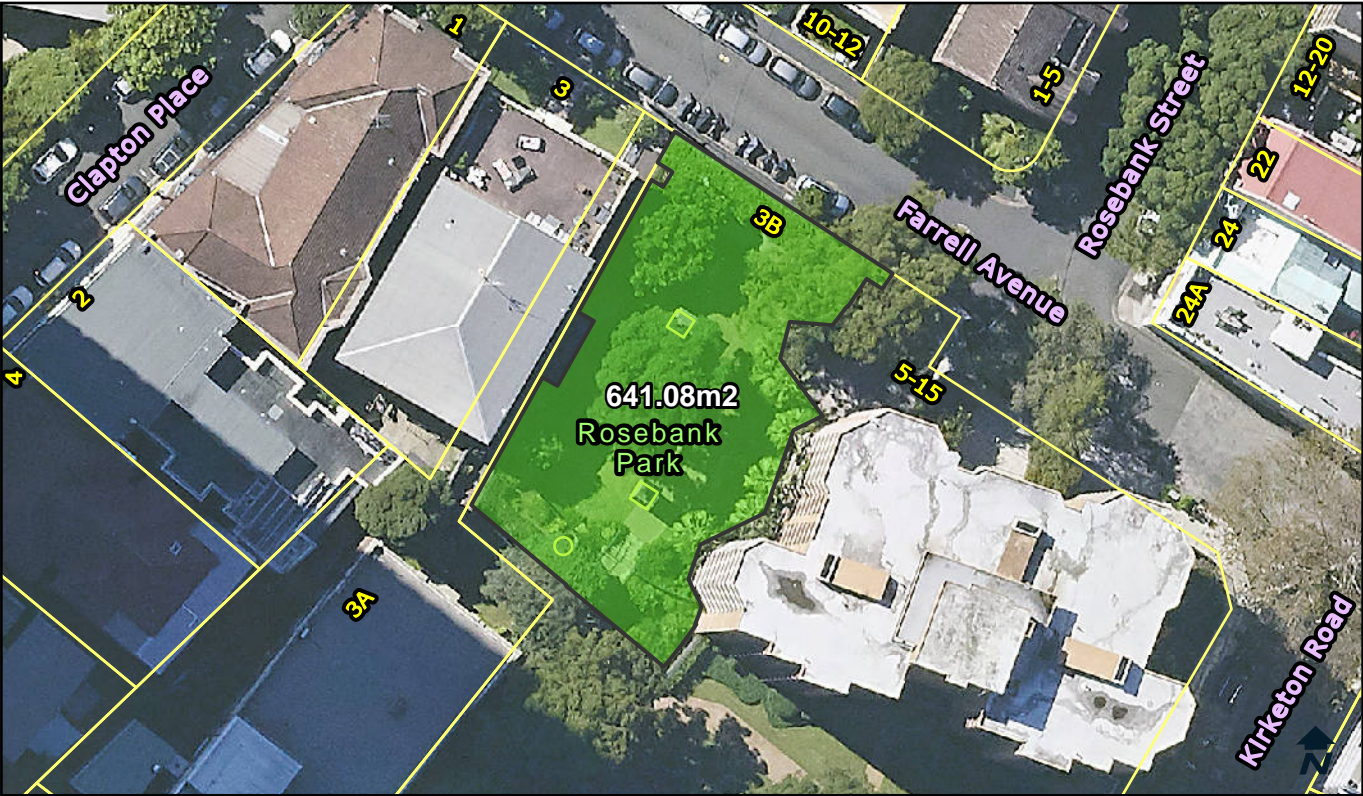 1
10-12
1-5
12-20
Clapton Place
3
Rosebank Street
22
3B
Farrell Avenue
24
24A
2
4
5-15
641.08m2
Rosebank
Park
3A
Kirketon Road
N